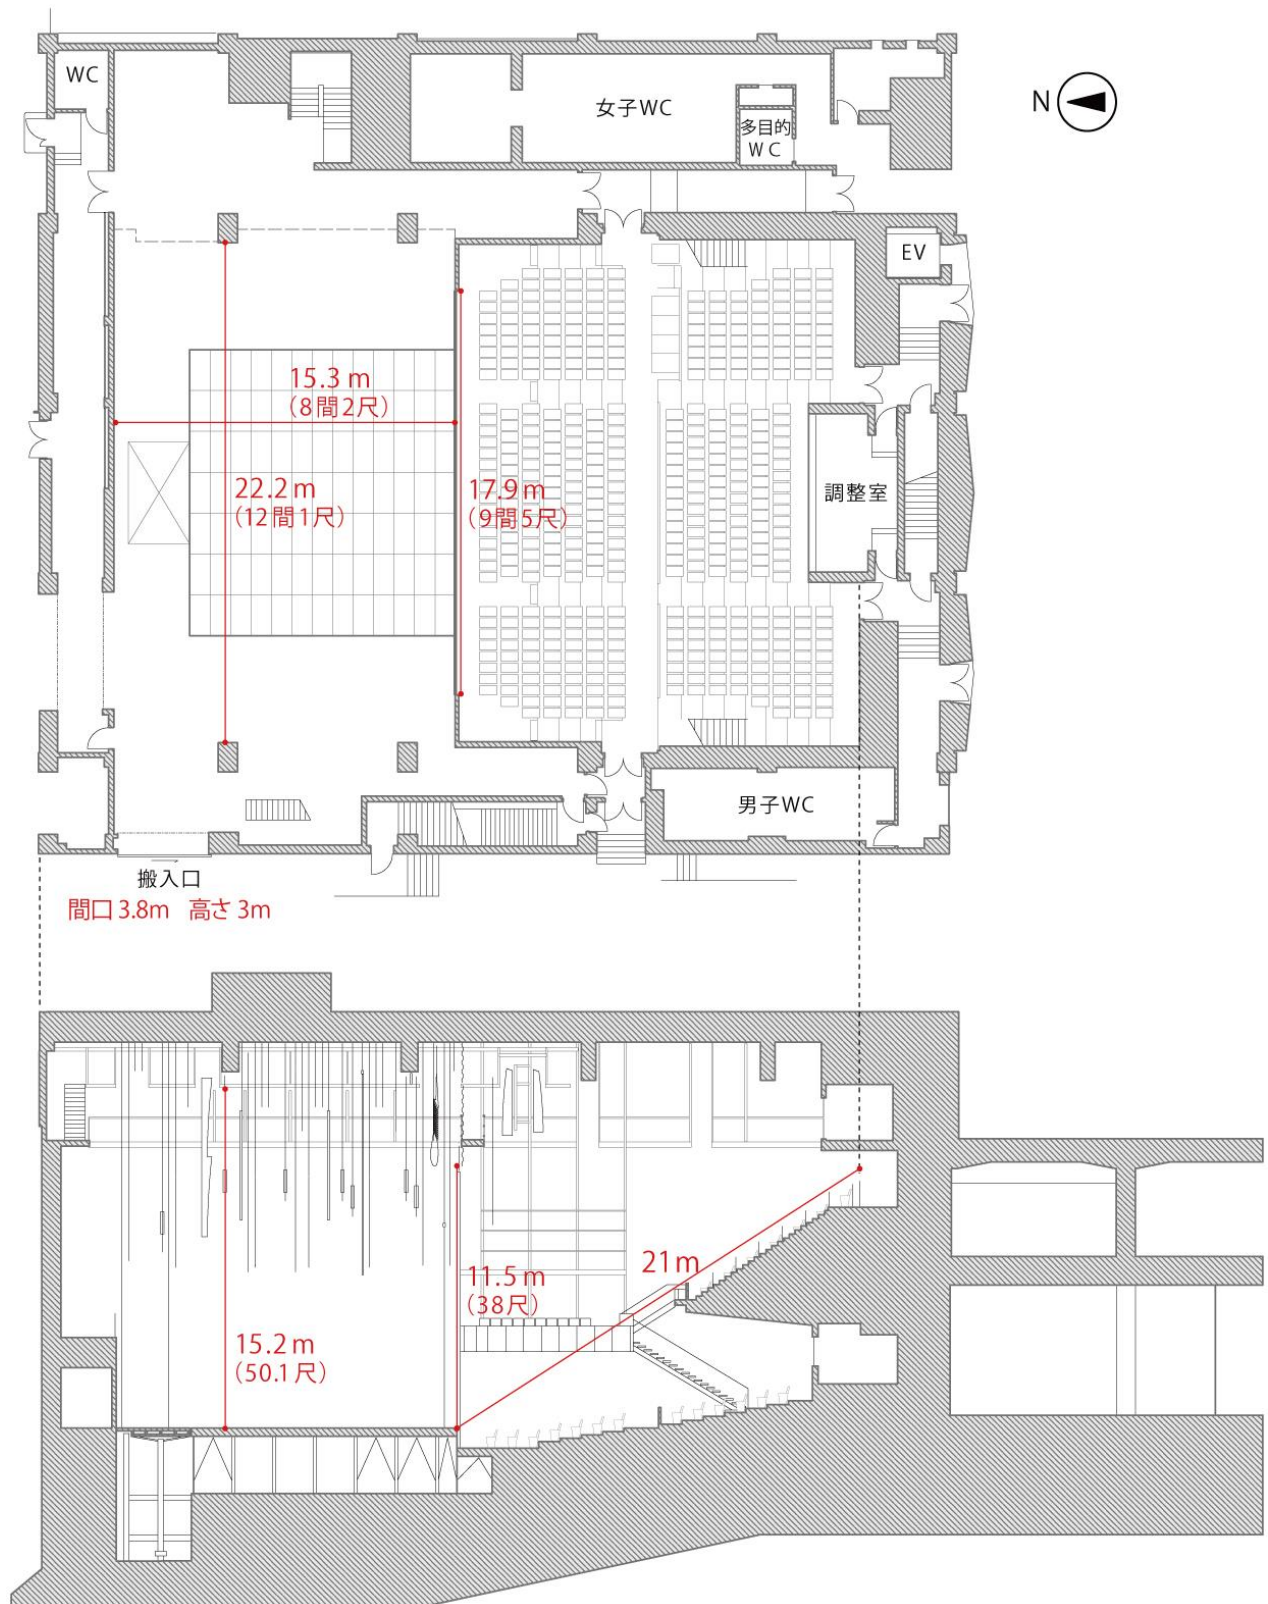 WC
女子WC
多目的
WC
N
EV
15.3 m
(8間2尺)
22.2 m
(12間1尺)
17.9 m
(9間5尺)
調整室
男子WC
搬入口
間口 3.8m 高さ 3m
21m
11.5 m
(38尺)
15.2 m
(50.1尺)